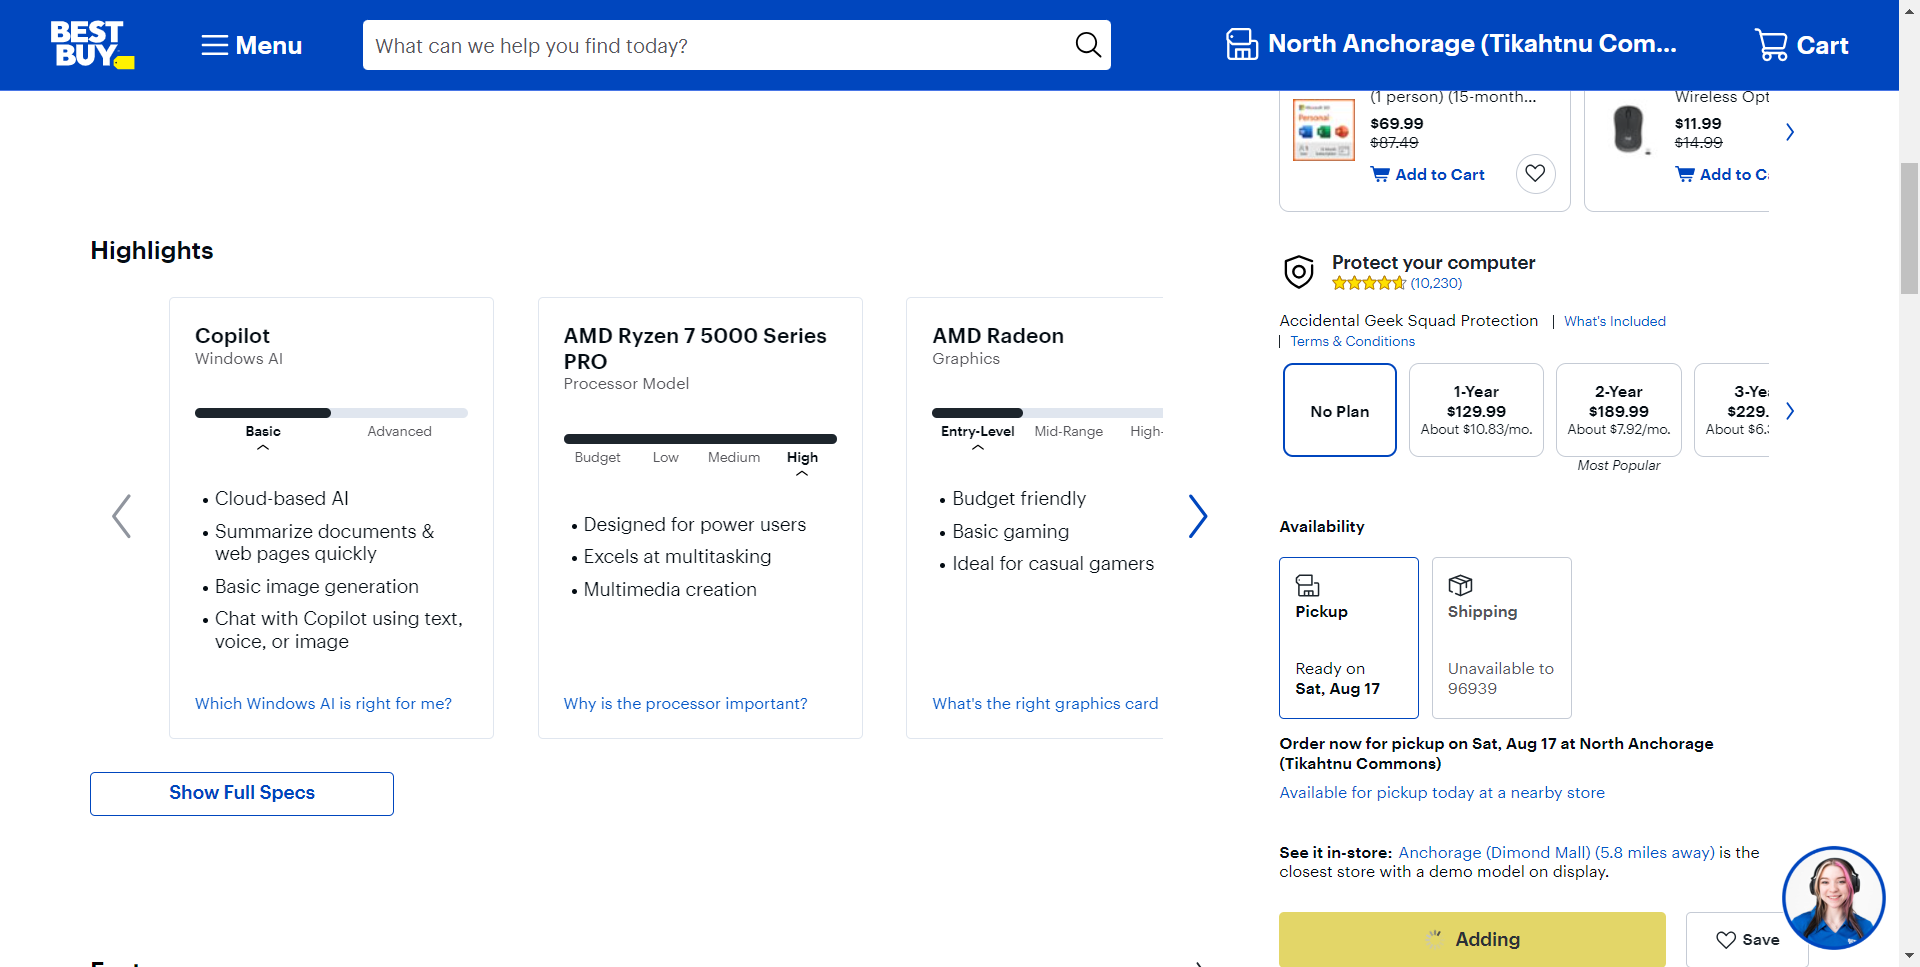 BEST BUY
Menu
What can we help you find today?
North Anchorage (Tikahtnu Com...
Cart
(1 person) (15-month...
$69.99
$87.49
Add to Cart
Wireless Opt
$11.99
$14.99
Add to Ca
Highlights
Copilot
Windows AI
Basic
Advanced
Cloud-based AI
Summarize documents &
web pages quickly
Basic image generation
Chat with Copilot using text,
voice, or image
Which Windows AI is right for me?
AMD Ryzen 7 5000 Series
PRO
Processor Model
Budget
Low
Medium
High
Designed for power users
Excels at multitasking
Multimedia creation
Why is the processor important?
AMD Radeon
Graphics
Entry-Level
Mid-Range
High-
Budget friendly
Basic gaming
Ideal for casual gamers
What's the right graphics card
Show Full Specs
Protect your computer
(10,230)
Accidental Geek Squad Protection | What's Included
| Terms & Conditions
No Plan
1-Year
$129.99
About $10.83/mo.
2-Year
$189.99
About $7.92/mo.
Most Popular
3-Yea
$229.
About $6.3
Availability
Pickup
Ready on
Sat, Aug 17
Shipping
Unavailable to
96939
Order now for pickup on Sat, Aug 17 at North Anchorage
(Tikahtnu Commons)
Available for pickup today at a nearby store
See it in-store: Anchorage (Dimond Mall) (5.8 miles away) is the
closest store with a demo model on display.
Adding
Save